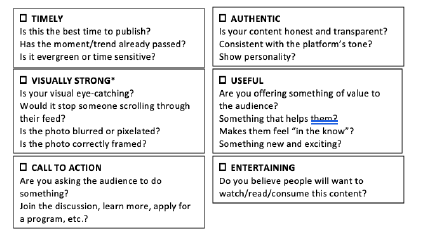 ☐ TIMELY
Is this the best time to publish?
Has the moment/trend already passed?
Is it evergreen or time sensitive?
☐ AUTHENTIC
Is your content honest and transparent?
Consistent with the platform's tone?
Show personality?
☐ VISUALLY STRONG*
Is your visual eye-catching?
Would it stop someone scrolling through
their feed?
Is the photo blurred or pixelated?
Is the photo correctly framed?
☐ USEFUL
Are you offering something of value to
the audience?
Something that helps them?
Makes them feel "in the know"?
Something new and exciting?
☐ CALL TO ACTION
Are you asking the audience to do
something?
Join the discussion, learn more, apply for
a program, etc.?
☐ ENTERTAINING
Do you believe people will want to
watch/read/consume this content?